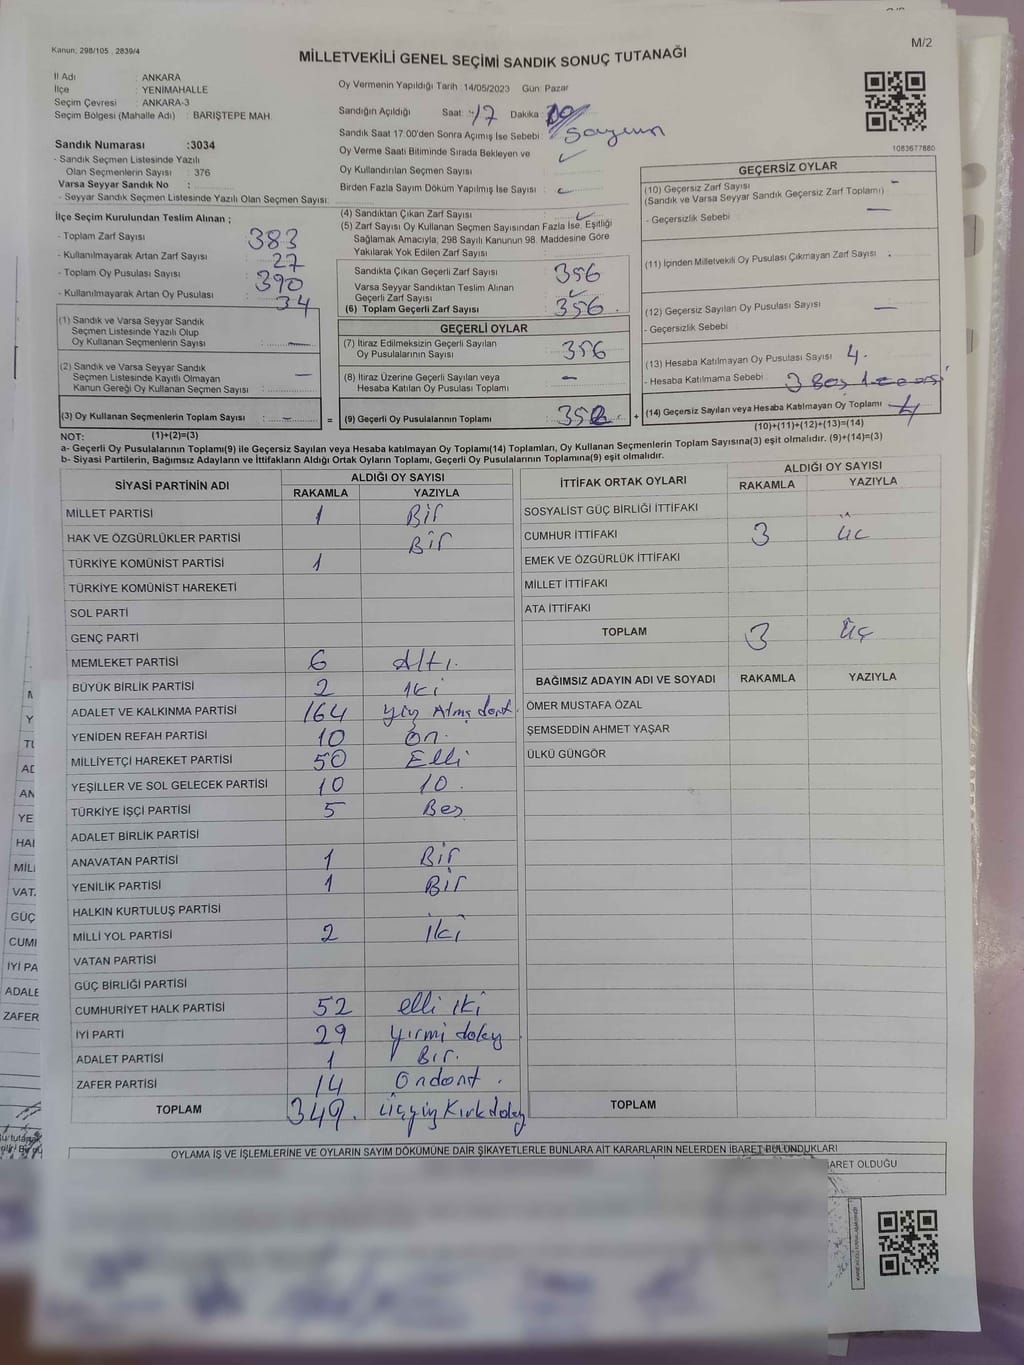 Kanun, 298/105 , 2839/4
M/2
MİLLETVEKİLİ GENEL SEÇİMİ SANDIK SONUÇ TUTANAĞI
İl Adı : ANKARA
İlçe : YENİMAHALLE
Seçim Çevresi : ANKARA-3
Seçim Bölgesi (Mahalle Adı) : BARIŞTEPE MAH.
Sandık Numarası :3034
- Sandık Seçmen Listesinde Yazılı
Olan Seçmenlerin Sayısı : 376
Varsa Seyyar Sandık No :
- Seyyar Sandık Seçmen Listesinde Yazılı Olan Seçmen Sayısı:
Oy Vermenin Yapıldığı Tarih : 14/05/2023 Gün: Pazar
Sandığın Açıldığı Saat: 17 Dakika
Sandık Saat 17:00'den Sonra Açımış İse Sebebi :
Oy Verme Saati Bitiminde Sırada Bekleyen ve
Oy Kullandırılan Seçmen Sayısı :
Birden Fazla Sayım Döküm Yapılmış İse Sayısı :
1083677880
İlçe Seçim Kurulundan Teslim Alınan ;
- Toplam Zarf Sayısı 383
- Kullanılmayarak Artan Zarf Sayısı : 27
- Toplam Oy Pusulası Sayısı : 390
- Kullanılmayarak Artan Oy Pusulası : 34
(1) Sandık ve Varsa Seyyar Sandık
Seçmen Listesinde Yazılı Olup
Oy Kullanan Seçmenlerin Sayısı : —
(2) Sandık ve Varsa Seyyar Sandık
Seçmen Listesinde Kayıtlı Olmayan
Kanun Gereği Oy Kullanan Seçmen Sayısı : —
(3) Oy Kullanan Seçmenlerin Toplam Sayısı : —
(4) Sandıktan Çıkan Zarf Sayısı :
(5) Zarf Sayısı Oy Kullanan Seçmen Sayısından Fazla İse, Eşitliği
Sağlamak Amacıyla, 298 Sayılı Kanunun 98. Maddesine Göre
Yakılarak Yok Edilen Zarf Sayısı :
Sandıkta Çıkan Geçerli Zarf Sayısı : 356
Varsa Seyyar Sandıktan Teslim Alınan
Geçerli Zarf Sayısı :
(6) Toplam Geçerli Zarf Sayısı : 356
GEÇERLİ OYLAR
(7) İtiraz Edilmeksizin Geçerli Sayılan
Oy Pusulalarının Sayısı : 356
(8) İtiraz Üzerine Geçerli Sayılan veya
Hesaba Katılan Oy Pusulası Toplamı : —
= (9) Geçerli Oy Pusulalarının Toplamı : 352 +
GEÇERSİZ OYLAR
(10) Geçersiz Zarf Sayısı : —
(Sandık ve Varsa Seyyar Sandık Geçersiz Zarf Toplamı) : —
- Geçersizlik Sebebi :
(11) İçinden Milletvekili Oy Pusulası Çıkmayan Zarf Sayısı :
(12) Geçersiz Sayılan Oy Pusulası Sayısı : —
- Geçersizlik Sebebi :
(13) Hesaba Katılmayan Oy Pusulası Sayısı : 4.
- Hesaba Katılmama Sebebi :
(14) Geçersiz Sayılan veya Hesaba Katılmayan Oy Toplamı : 4
(10)+(11)+(12)+(13)=(14)
NOT: (1)+(2)=(3)
a- Geçerli Oy Pusulalarının Toplamı(9) ile Geçersiz Sayılan veya Hesaba katılmayan Oy Toplamı(14) Toplamları, Oy Kullanan Seçmenlerin Toplam Sayısına(3) eşit olmalıdır. (9)+(14)=(3)
b- Siyasi Partilerin, Bağımsız Adayların ve İttifakların Aldığı Ortak Oyların Toplamı, Geçerli Oy Pusulalarının Toplamına(9) eşit olmalıdır.
SİYASİ PARTİNİN ADI
ALDIĞI OY SAYISI
RAKAMLA YAZIYLA
MİLLET PARTİSİ 1 Bir
HAK VE ÖZGÜRLÜKLER PARTİSİ Bir
TÜRKİYE KOMÜNİST PARTİSİ 1
TÜRKİYE KOMÜNİST HAREKETİ
SOL PARTİ
GENÇ PARTİ
MEMLEKET PARTİSİ 6 Altı.
BÜYÜK BİRLİK PARTİSİ 2 iki
ADALET VE KALKINMA PARTİSİ 164 yüz Atmş dört
YENİDEN REFAH PARTİSİ 10 On.
MİLLİYETÇİ HAREKET PARTİSİ 50 Elli
YEŞİLLER VE SOL GELECEK PARTİSİ 10 10.
TÜRKİYE İŞÇİ PARTİSİ 5 Beş
ADALET BİRLİK PARTİSİ
ANAVATAN PARTİSİ 1 Bir
YENİLİK PARTİSİ 1 Bir
HALKIN KURTULUŞ PARTİSİ
MİLLİ YOL PARTİSİ 2 İki
VATAN PARTİSİ
GÜÇ BİRLİĞİ PARTİSİ
CUMHURİYET HALK PARTİSİ 52 elli iki
İYİ PARTİ 29 yırmi dokuz
ADALET PARTİSİ 1 Bir.
ZAFER PARTİSİ 14 Ondört.
TOPLAM 349. üçyüz Kırkdokuz
İTTİFAK ORTAK OYLARI
ALDIĞI OY SAYISI
RAKAMLA YAZIYLA
SOSYALİST GÜÇ BİRLİĞİ İTTİFAKI
CUMHUR İTTİFAKI 3 üc
EMEK VE ÖZGÜRLÜK İTTİFAKI
MİLLET İTTİFAKI
ATA İTTİFAKI
TOPLAM 3 üç
BAĞIMSIZ ADAYIN ADI VE SOYADI RAKAMLA YAZIYLA
ÖMER MUSTAFA ÖZAL
ŞEMSEDDİN AHMET YAŞAR
ÜLKÜ GÜNGÖR
TOPLAM
OYLAMA İŞ VE İŞLEMLERİNE VE OYLARIN SAYIM DÖKÜMÜNE DAİR ŞİKAYETLERLE BUNLARA AİT KARARLARIN NELERDEN İBARET BULUNDUKLARI
ARET OLDUĞU